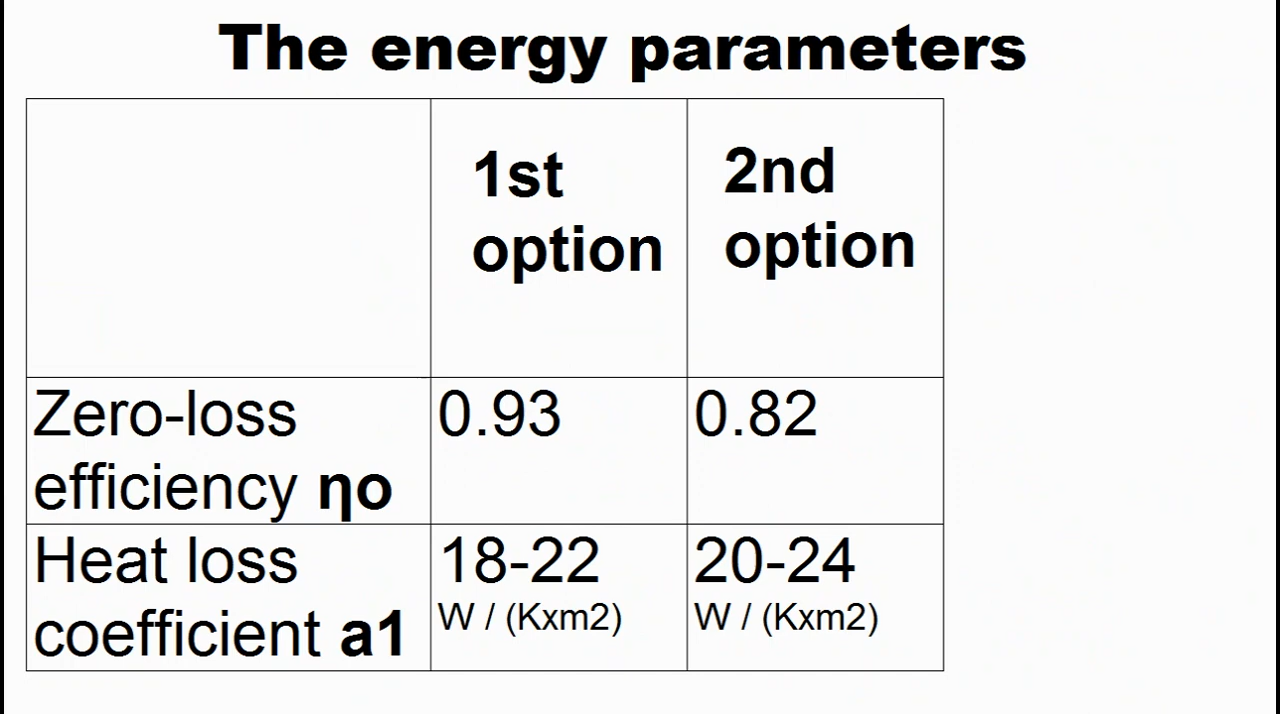 The energy parameters
1st
option
2nd
option
Zero-loss
efficiency ηo
0.93
0.82
Heat loss
coefficient a1
18-22
W / (Kxm2)
20-24
W / (Kxm2)